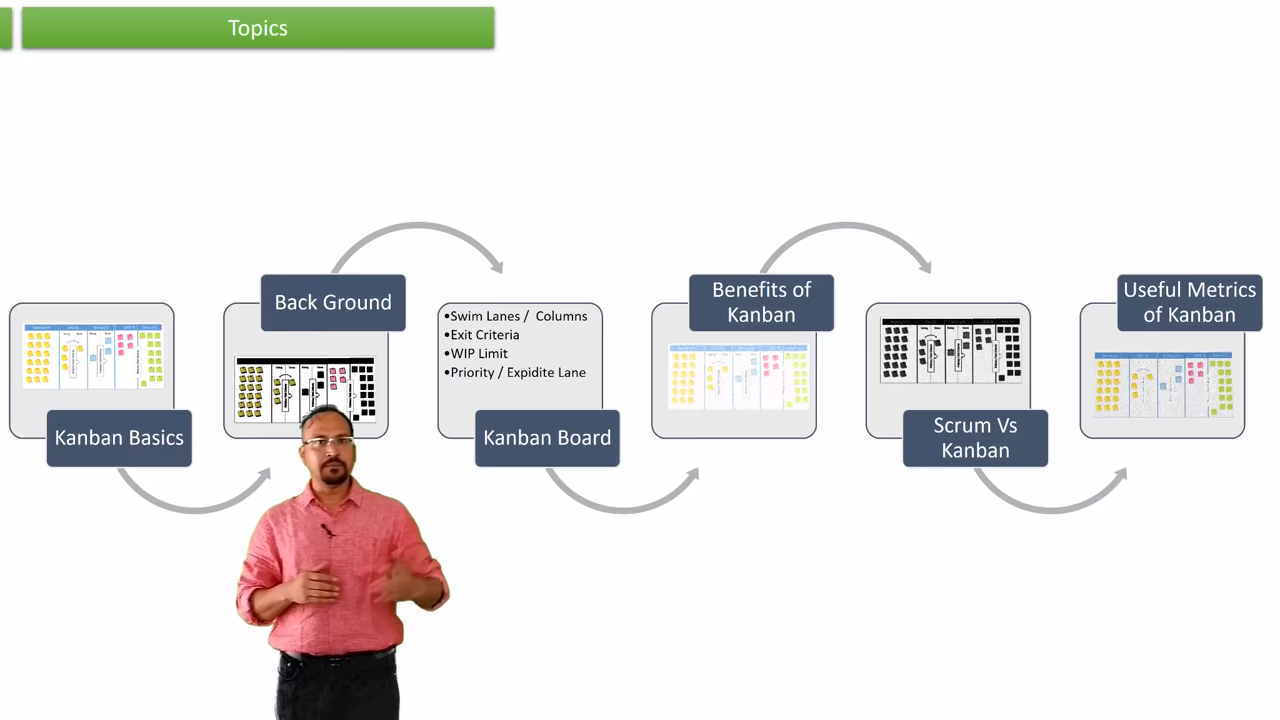 Topics
Kanban Basics
Back Ground
•Swim Lanes / Columns
•Exit Criteria
•WIP Limit
•Priority / Expidite Lane
Kanban Board
Benefits of
Kanban
Scrum Vs
Kanban
Useful Metrics
of Kanban